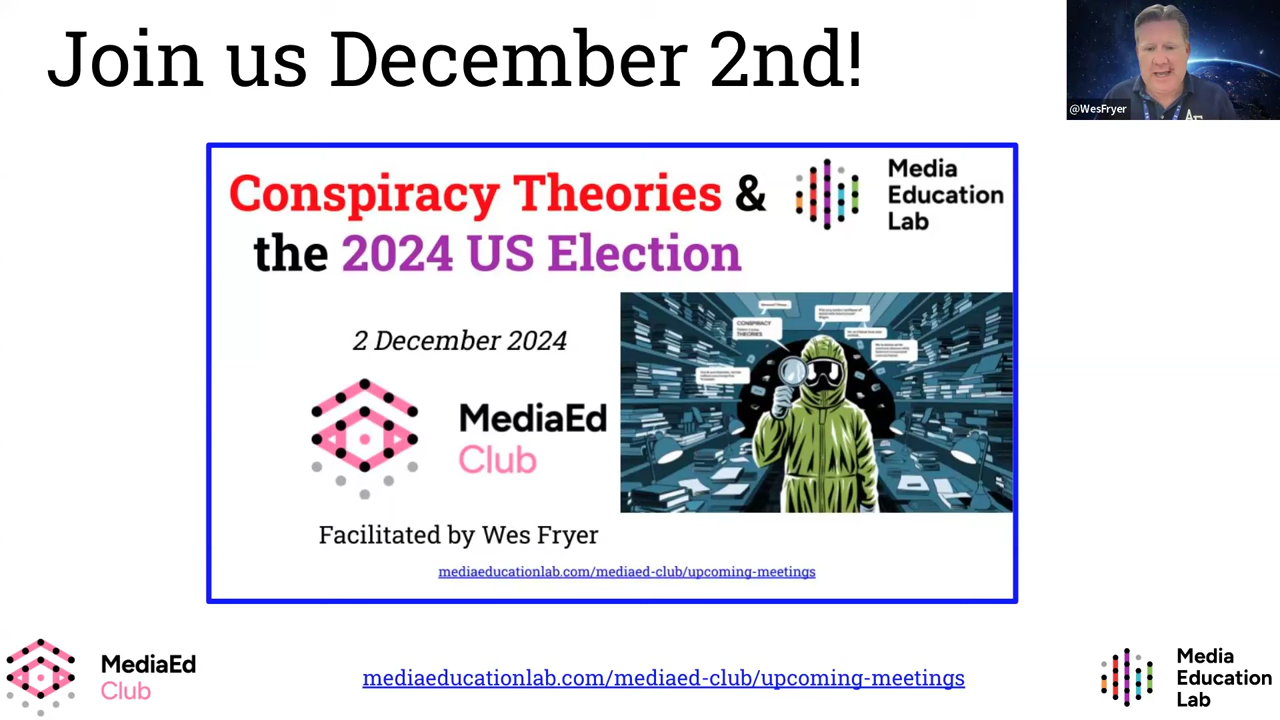 Join us December 2nd!
@WesFryer
Conspiracy Theories &
the 2024 US Election
Media
Education
Lab
2 December 2024
MediaEd
Club
CONSPIRACY
THEORIES
Facilitated by Wes Fryer
mediaeducationlab.com/mediaed-club/upcoming-meetings
MediaEd
Club
mediaeducationlab.com/mediaed-club/upcoming-meetings
Media
Education
Lab